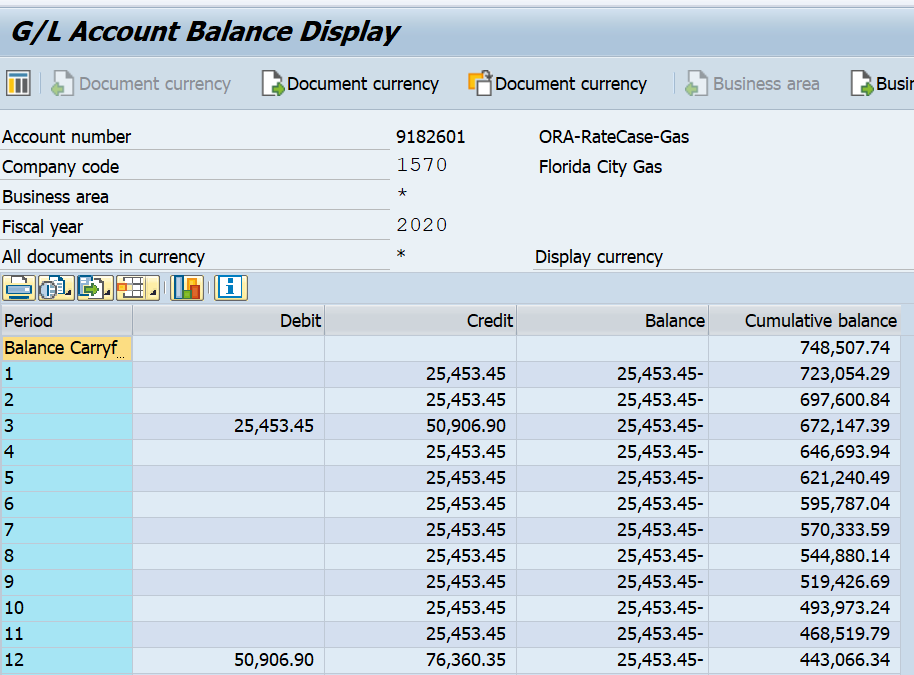 G/L Account Balance Display
Document currency Document currency Document currency Business area Busin
Account number 9182601 ORA-RateCase-Gas
Company code 1570 Florida City Gas
Business area *
Fiscal year 2020
All documents in currency * Display currency
Period Debit Credit Balance Cumulative balance
Balance Carryf... 748,507.74
1 25,453.45 25,453.45- 723,054.29
2 25,453.45 25,453.45- 697,600.84
3 25,453.45 50,906.90 25,453.45- 672,147.39
4 25,453.45 25,453.45- 646,693.94
5 25,453.45 25,453.45- 621,240.49
6 25,453.45 25,453.45- 595,787.04
7 25,453.45 25,453.45- 570,333.59
8 25,453.45 25,453.45- 544,880.14
9 25,453.45 25,453.45- 519,426.69
10 25,453.45 25,453.45- 493,973.24
11 25,453.45 25,453.45- 468,519.79
12 50,906.90 76,360.35 25,453.45- 443,066.34